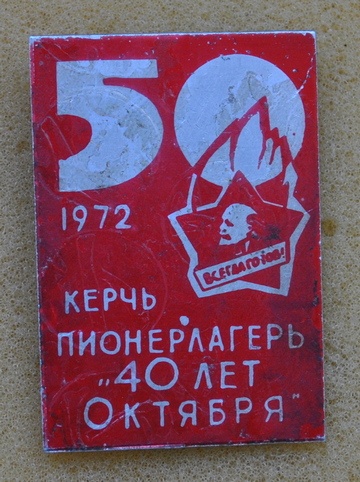 50
1972
ВСЕГДА ГОТОВ!
КЕРЧЬ
ПИОНЕРЛАГЕРЬ
„40 ЛЕТ
ОКТЯБРЯ"